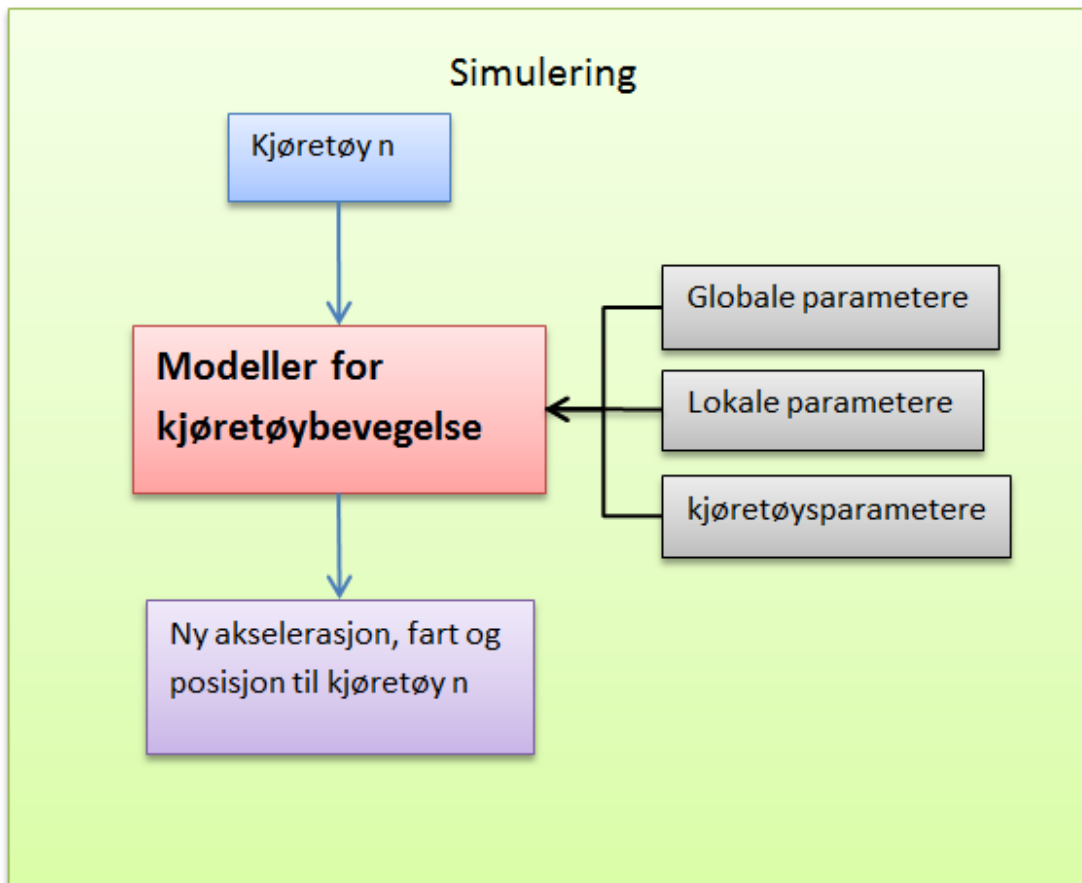 Simulering
Kjøretøy n
Globale parametere
Modeller for
kjøretøybevegelse
Lokale parametere
kjøretøysparametere
Ny akselerasjon, fart og
posisjon til kjøretøy n